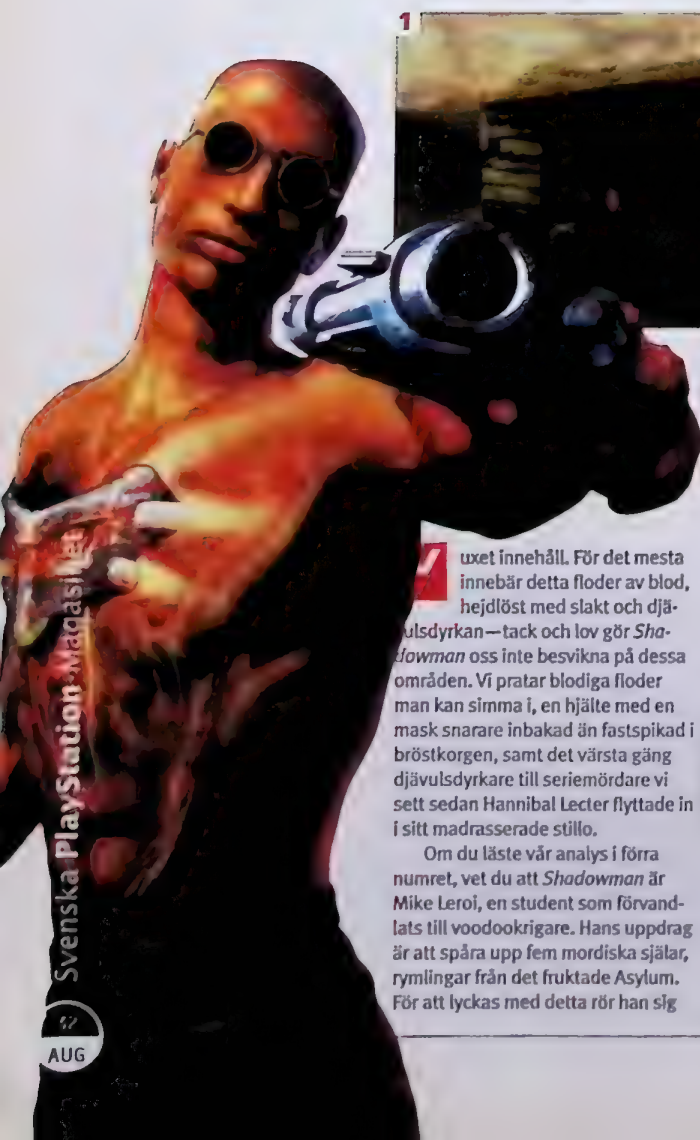 1
Vuxet innehåll. För det mesta
innebär detta floder av blod,
hejdlöst med slakt och djä-
vulsdyrkan—tack och lov gör Sha-
dowman oss inte besvikna på dessa
områden. Vi pratar blodiga floder
man kan simma i, en hjälte med en
mask snarare inbakad än fastspikad i
bröstkorgen, samt det värsta gäng
djävulsdyrkare till seriemördare vi
sett sedan Hannibal Lecter flyttade in
i sitt madrasserade stillo.
Om du läste vår analys i förra
numret, vet du att Shadowman är
Mike Leroi, en student som förvand-
lats till voodookrigare. Hans uppdrag
är att spåra upp fem mordiska själar,
rymlingar från det fruktade Asylum.
För att lyckas med detta rör han sig
Svenska PlayStation Magasinet
AUG